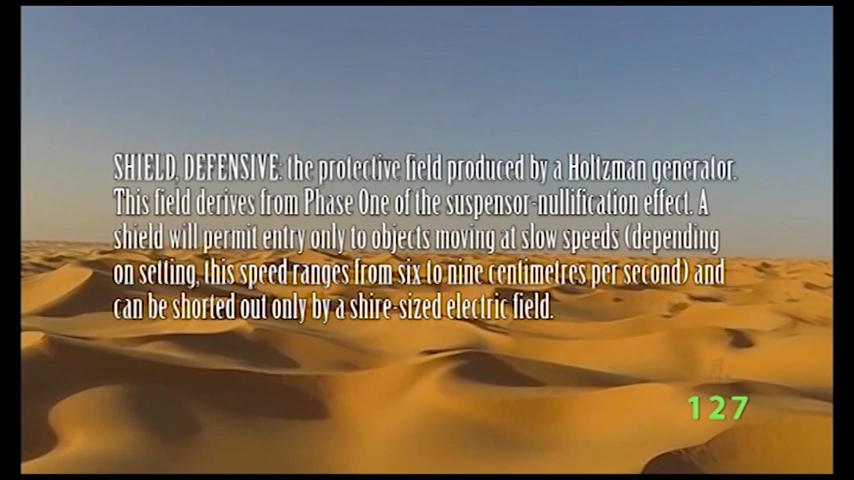 SHIELD, DEFENSIVE: the protective field produced by a Holtzman generator.
This field derives from Phase One of the suspensor-nullification effect. A
shield will permit entry only to objects moving at slow speeds (depending
on setting, this speed ranges from six to nine centimetres per second) and
can be shorted out only by a shire-sized electric field.
127